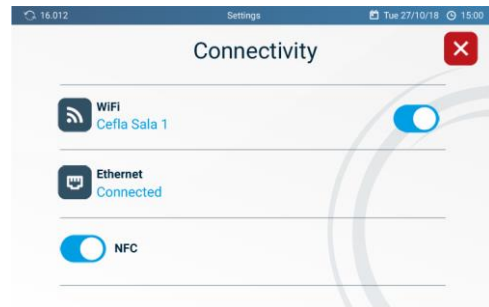 16.012 Settings Tue 27/10/18 15:00
Connectivity
WiFi
Cefla Sala 1
Ethernet
Connected
NFC